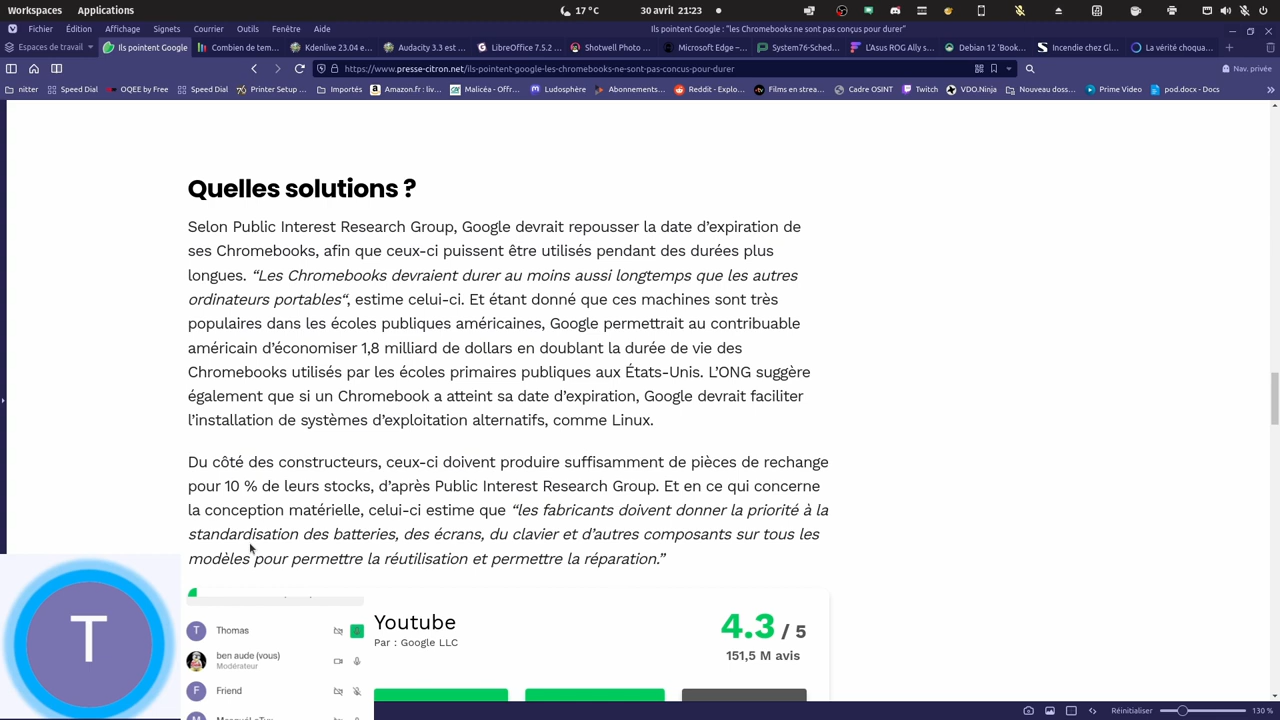 Workspaces
Applications
17 °C
30 avril 21:23
Fichier Édition Affichage Signets Courrier Outils Fenêtre Aide
Ils pointent Google : "les Chromebooks ne sont pas conçus pour durer"
Espaces de travail
Ils pointent Google
Combien de tem...
Kdenlive 23.04 e...
Audacity 3.3 est...
LibreOffice 7.5.2 ...
Shotwell Photo ...
Microsoft Edge –...
System76-Sched...
L'Asus ROG Ally s...
Debian 12 'Book...
Incendie chez Gl...
La vérité choqua...
https://www.presse-citron.net/ils-pointent-google-les-chromebooks-ne-sont-pas-concus-pour-durer
Nav. privée
nitter
Speed Dial
OQEE by Free
Speed Dial
Printer Setup ...
Importés
Amazon.fr : liv...
Malicéa - Offr...
Ludosphère
Abonnements...
Reddit - Explo...
Films en strea...
Cadre OSINT
Twitch
VDO.Ninja
Nouveau doss...
Prime Video
pod.docx - Docs
Quelles solutions ?
Selon Public Interest Research Group, Google devrait repousser la date d’expiration de
ses Chromebooks, afin que ceux-ci puissent être utilisés pendant des durées plus
longues. “Les Chromebooks devraient durer au moins aussi longtemps que les autres
ordinateurs portables“, estime celui-ci. Et étant donné que ces machines sont très
populaires dans les écoles publiques américaines, Google permettrait au contribuable
américain d’économiser 1,8 milliard de dollars en doublant la durée de vie des
Chromebooks utilisés par les écoles primaires publiques aux États-Unis. L’ONG suggère
également que si un Chromebook a atteint sa date d’expiration, Google devrait faciliter
l’installation de systèmes d’exploitation alternatifs, comme Linux.
Du côté des constructeurs, ceux-ci doivent produire suffisamment de pièces de rechange
pour 10 % de leurs stocks, d’après Public Interest Research Group. Et en ce qui concerne
la conception matérielle, celui-ci estime que “les fabricants doivent donner la priorité à la
standardisation des batteries, des écrans, du clavier et d’autres composants sur tous les
modèles pour permettre la réutilisation et permettre la réparation.”
T
T Thomas
ben aude (vous)
Modérateur
F Friend
Youtube
Par : Google LLC
4.3 / 5
151,5 M avis
Réinitialiser
130 %